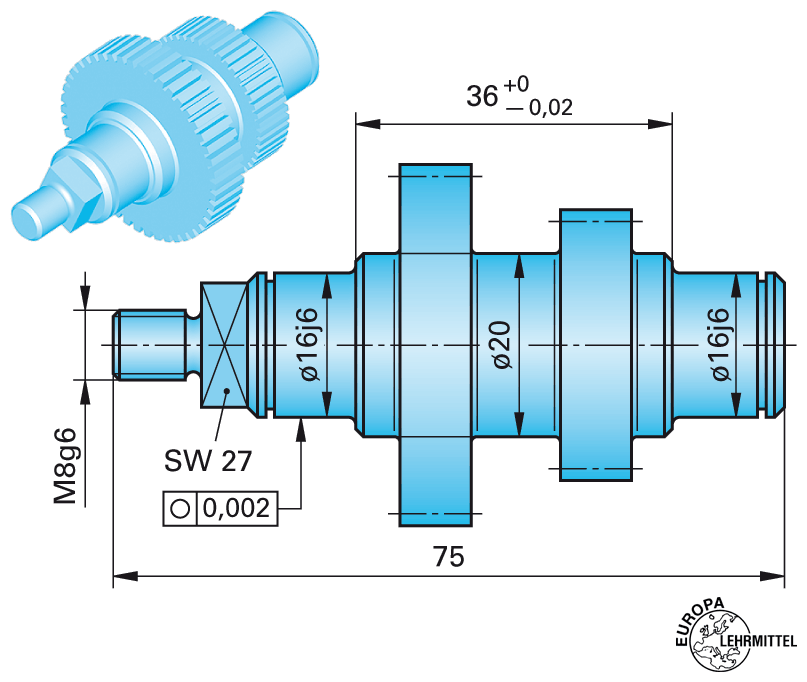 36 +0
– 0,02
ø16j6
ø20
ø16j6
M8g6
SW 27
○ 0,002
75
EUROPA
LEHRMITTEL